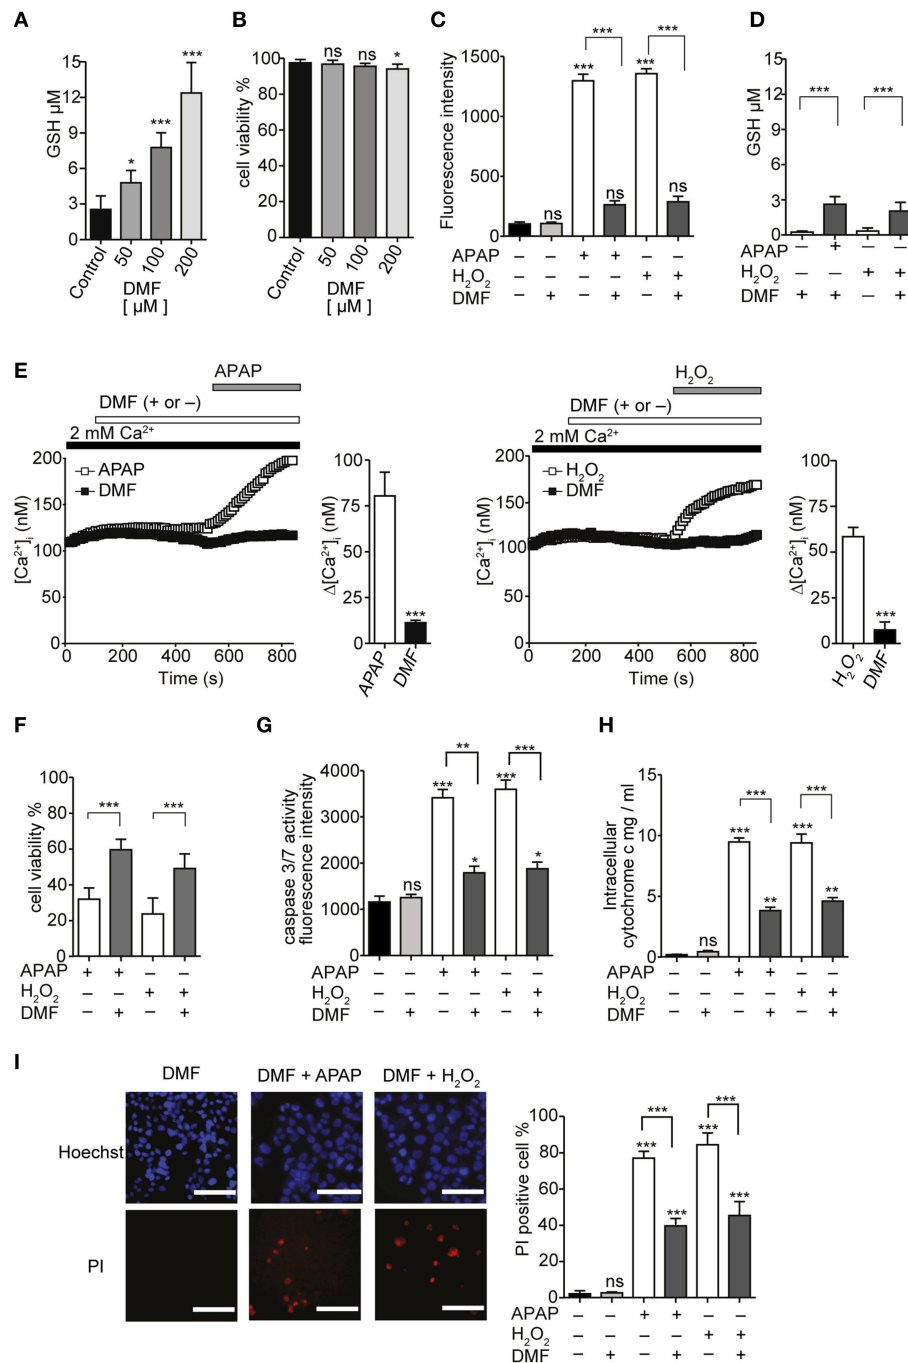 A
GSH µM
15
12
9
6
3
0
*
***
***
Control
50
100
200
DMF
[ µM ]
B
cell viability %
100
80
60
40
20
0
ns
ns
*
Control
50
100
200
DMF
[ µM ]
C
Fluorescence intensity
1500
1000
500
0
***
***
ns
***
ns
***
ns
APAP – – + + – –
H₂O₂ – – – – + +
DMF – + – + – +
D
GSH µM
15
12
9
6
3
0
***
***
APAP – + – –
H₂O₂ – – + +
DMF + + – +
E
APAP
DMF (+ or –)
2 mM Ca²⁺
[Ca²⁺]ᵢ (nM)
200
150
100
50
0
APAP
DMF
0 200 400 600 800
Time (s)
Δ[Ca²⁺]ᵢ (nM)
100
75
50
25
0
***
APAP
DMF
H₂O₂
DMF (+ or –)
2 mM Ca²⁺
[Ca²⁺]ᵢ (nM)
200
150
100
50
0
H₂O₂
DMF
0 200 400 600 800
Time (s)
Δ[Ca²⁺]ᵢ (nM)
100
75
50
25
0
***
H₂O₂
DMF
F
cell viability %
100
80
60
40
20
0
***
***
APAP + + – –
H₂O₂ – – + +
DMF – + – +
G
caspase 3/7 activity
fluorescence intensity
4000
3000
2000
1000
0
**
***
ns
***
*
***
*
APAP – – + + – –
H₂O₂ – – – – + +
DMF – + – + – +
H
Intracellular
cytochrome c mg / ml
15
10
5
0
***
***
ns
***
**
***
**
APAP – – + + – –
H₂O₂ – – – – + +
DMF – + – + – +
I
DMF
DMF + APAP
DMF + H₂O₂
Hoechst
PI
PI positive cell %
100
80
60
40
20
0
***
***
ns
***
***
***
***
APAP – – + + – –
H₂O₂ – – – – + +
DMF – + – + – +